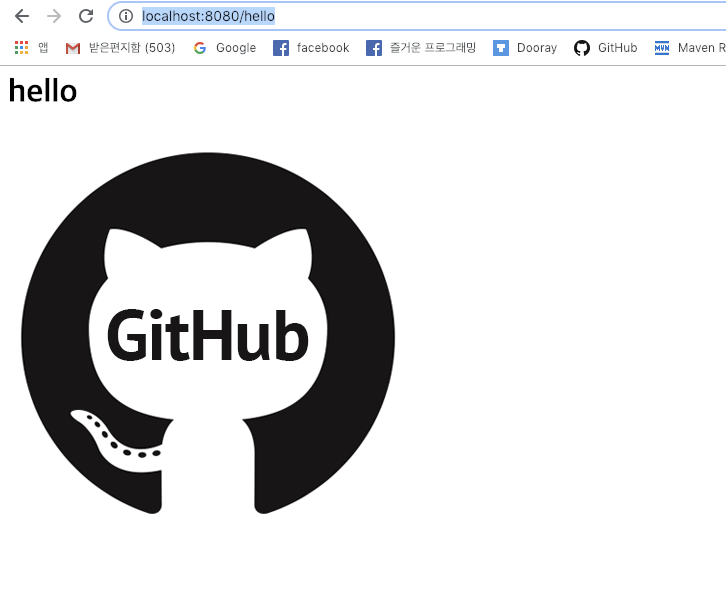 localhost:8080/hello
앱 받은편지함 (503) Google facebook 즐거운 프로그래밍 Dooray GitHub MVN Maven R
hello
GitHub